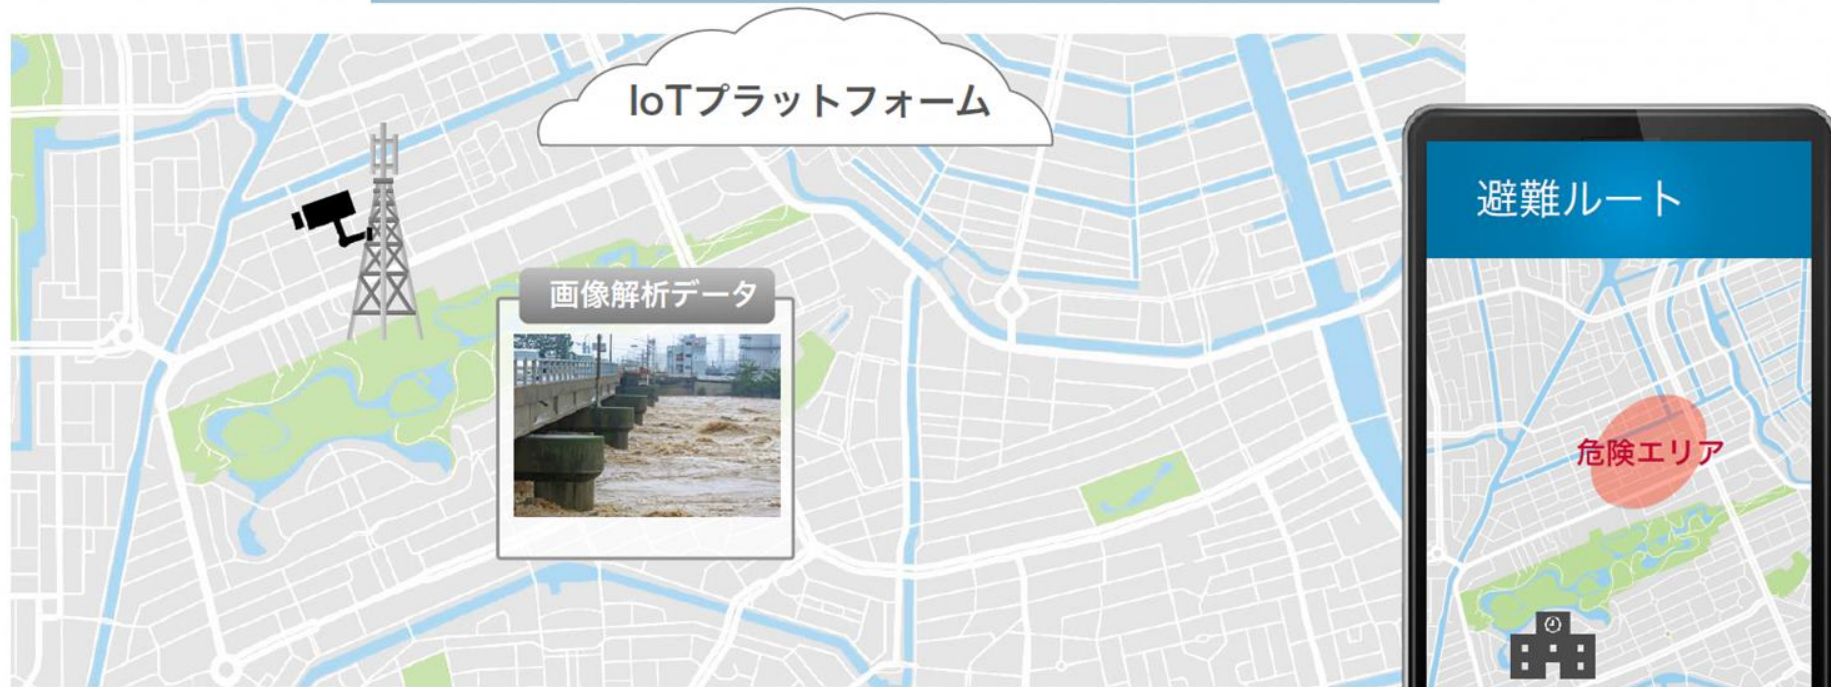 IoTプラットフォーム
画像解析データ
避難ルート
危険エリア